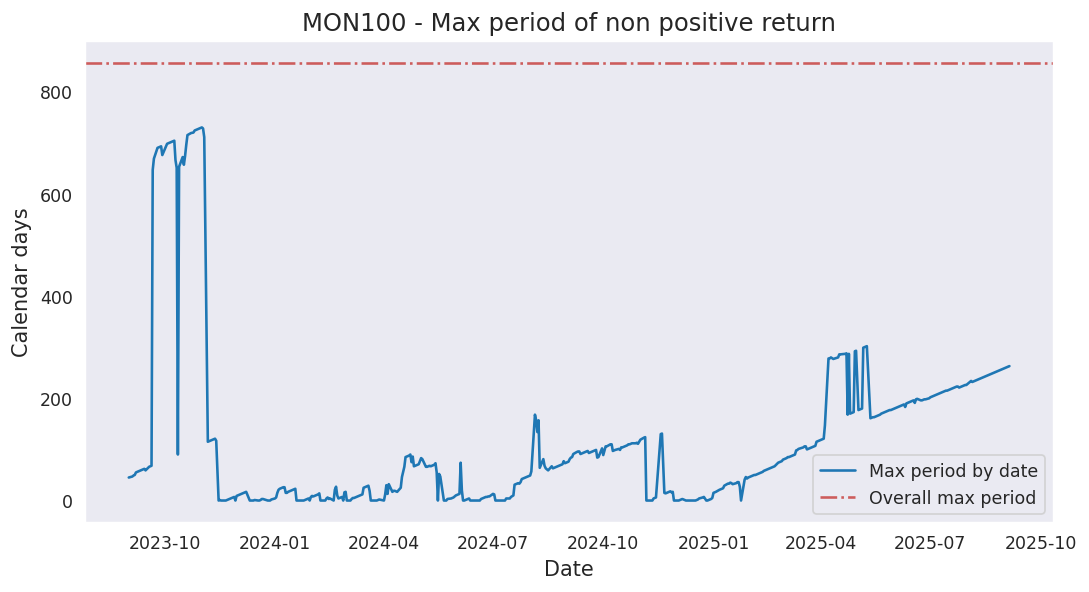 MON100 - Max period of non positive return
Calendar days
800
600
400
200
0
Max period by date
Overall max period
2023-10 2024-01 2024-04 2024-07 2024-10 2025-01 2025-04 2025-07 2025-10
Date